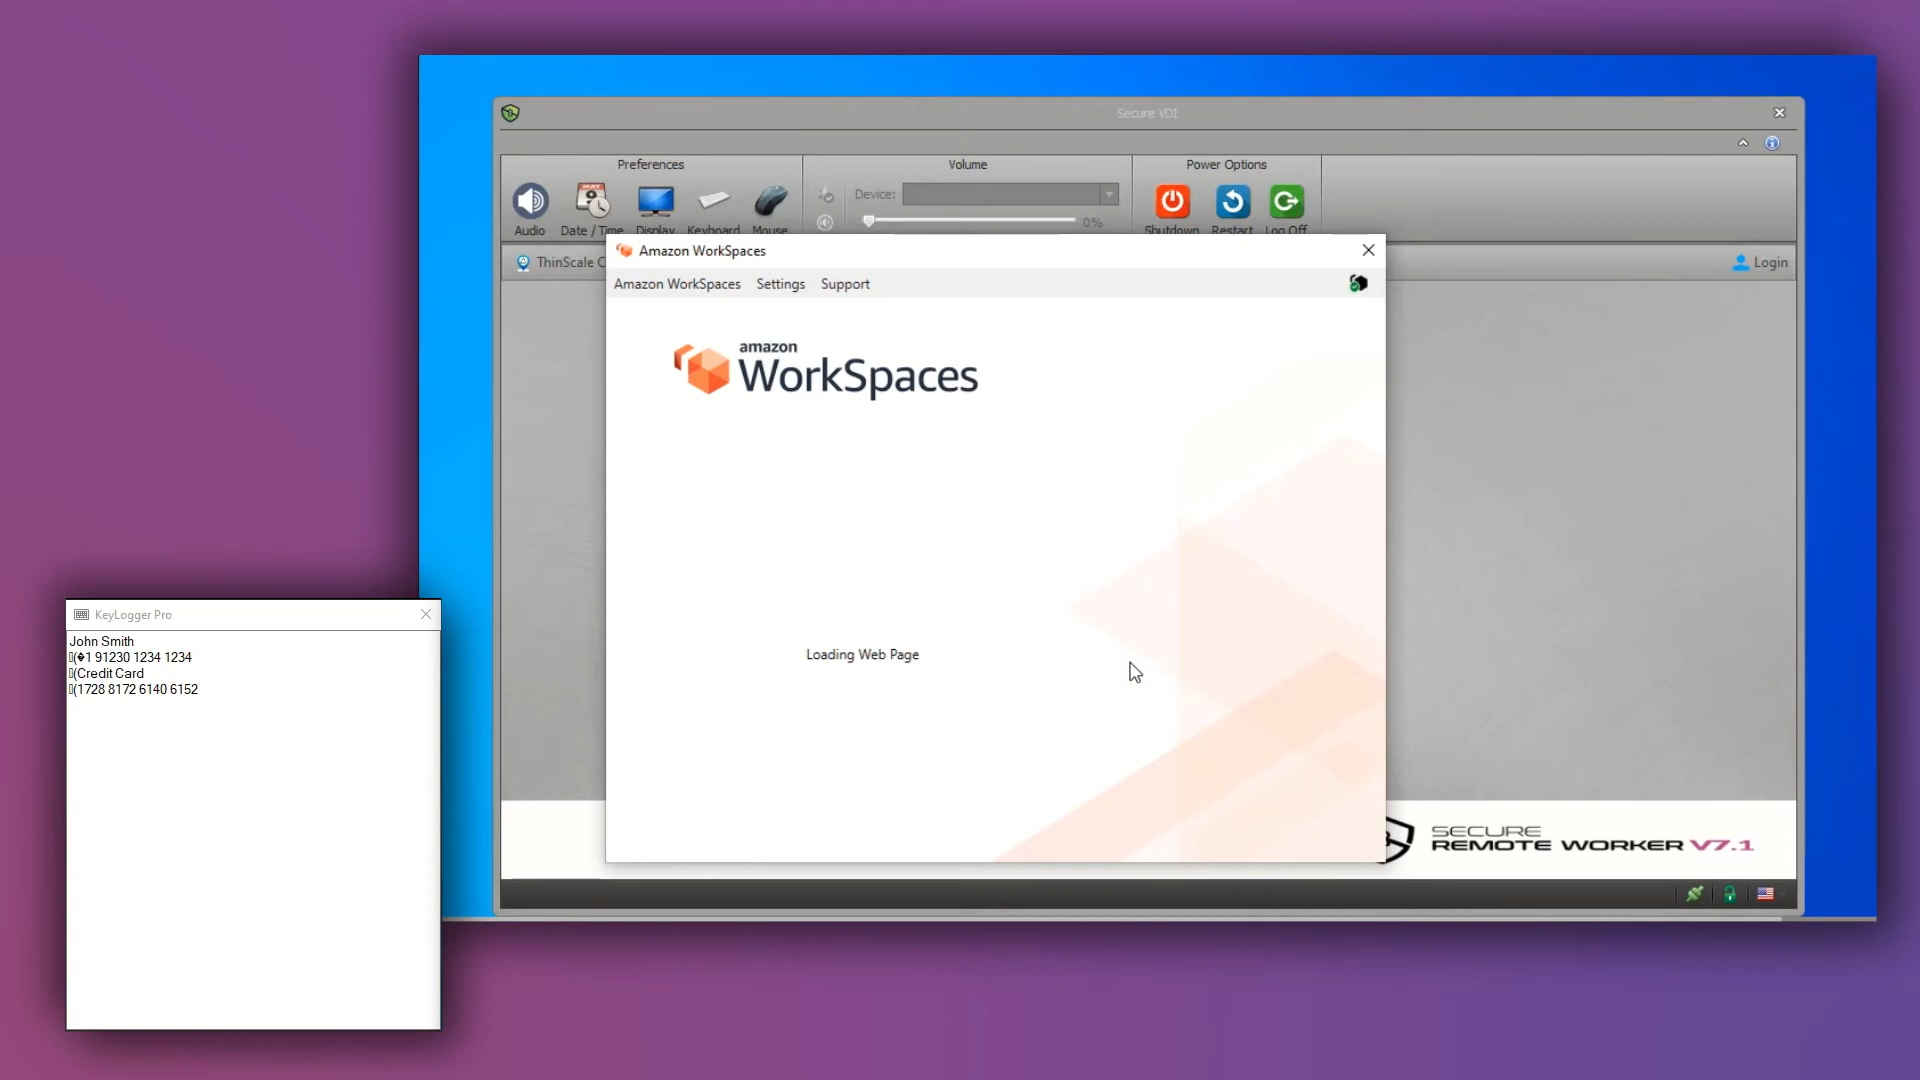 Secure VDI
Preferences
Volume
Power Options
Device:
0%
Audio
Date / Time
Display
Keyboard
Mouse
Shutdown
Restart
Log Off
ThinScale C
Login
Amazon WorkSpaces
Amazon WorkSpaces
Settings
Support
amazon
WorkSpaces
Loading Web Page
SECURE
REMOTE WORKER V7.1
KeyLogger Pro
John Smith
(�1 91230 1234 1234
(Credit Card
(1728 8172 6140 6152